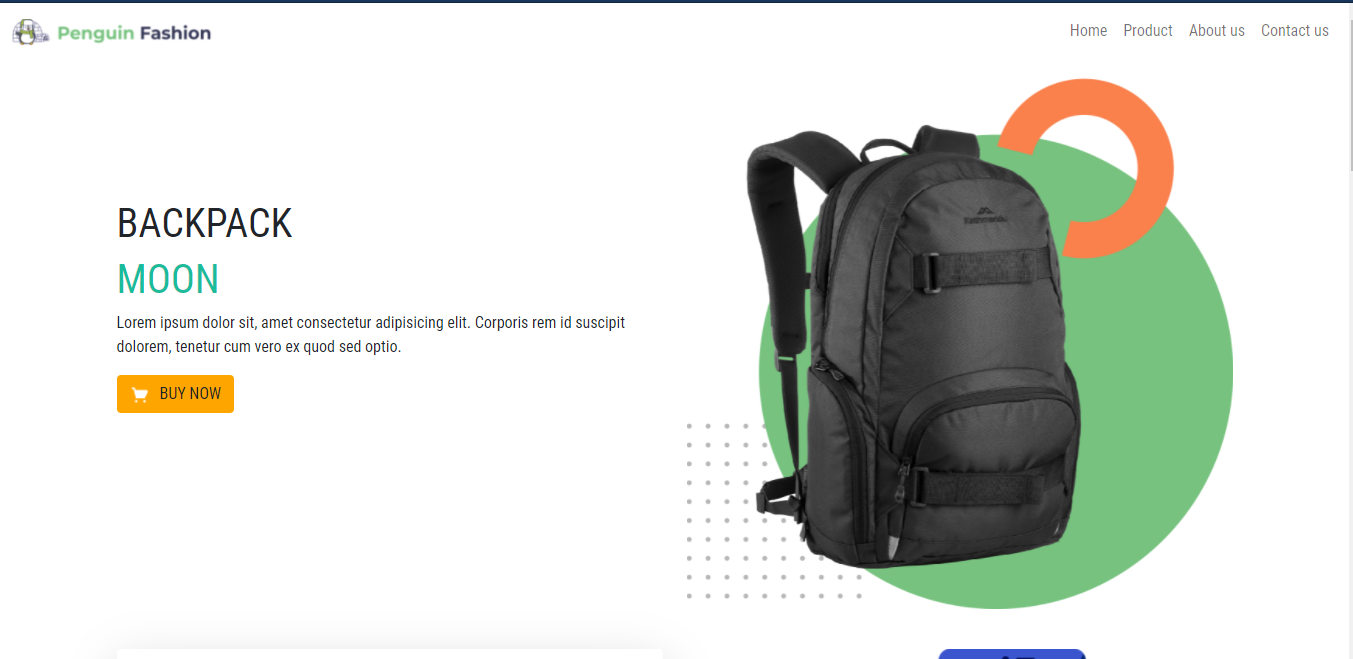 Penguin Fashion
Home Product About us Contact us
BACKPACK
MOON
Lorem ipsum dolor sit, amet consectetur adipisicing elit. Corporis rem id suscipit
dolorem, tenetur cum vero ex quod sed optio.
BUY NOW